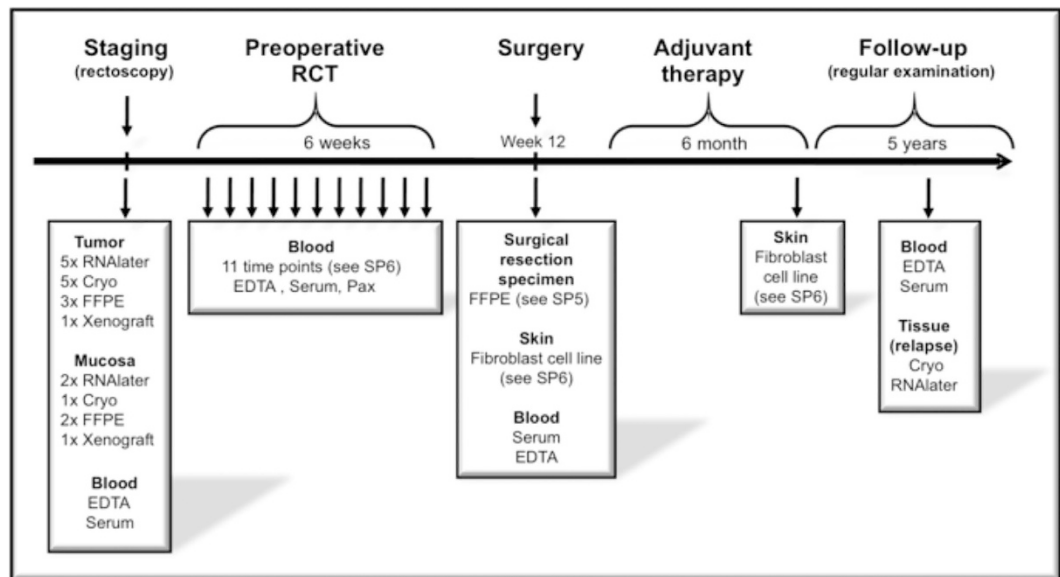 Staging
(rectoscopy)
Preoperative
RCT
Surgery
Adjuvant
therapy
Follow-up
(regular examination)
6 weeks
Week 12
6 month
5 years
Tumor
5x RNAlater
5x Cryo
3x FFPE
1x Xenograft
Mucosa
2x RNAlater
1x Cryo
2x FFPE
1x Xenograft
Blood
EDTA
Serum
Blood
11 time points (see SP6)
EDTA , Serum, Pax
Surgical
resection
specimen
FFPE (see SP5)
Skin
Fibroblast cell line
(see SP6)
Blood
Serum
EDTA
Skin
Fibroblast
cell line
(see SP6)
Blood
EDTA
Serum
Tissue
(relapse)
Cryo
RNAlater